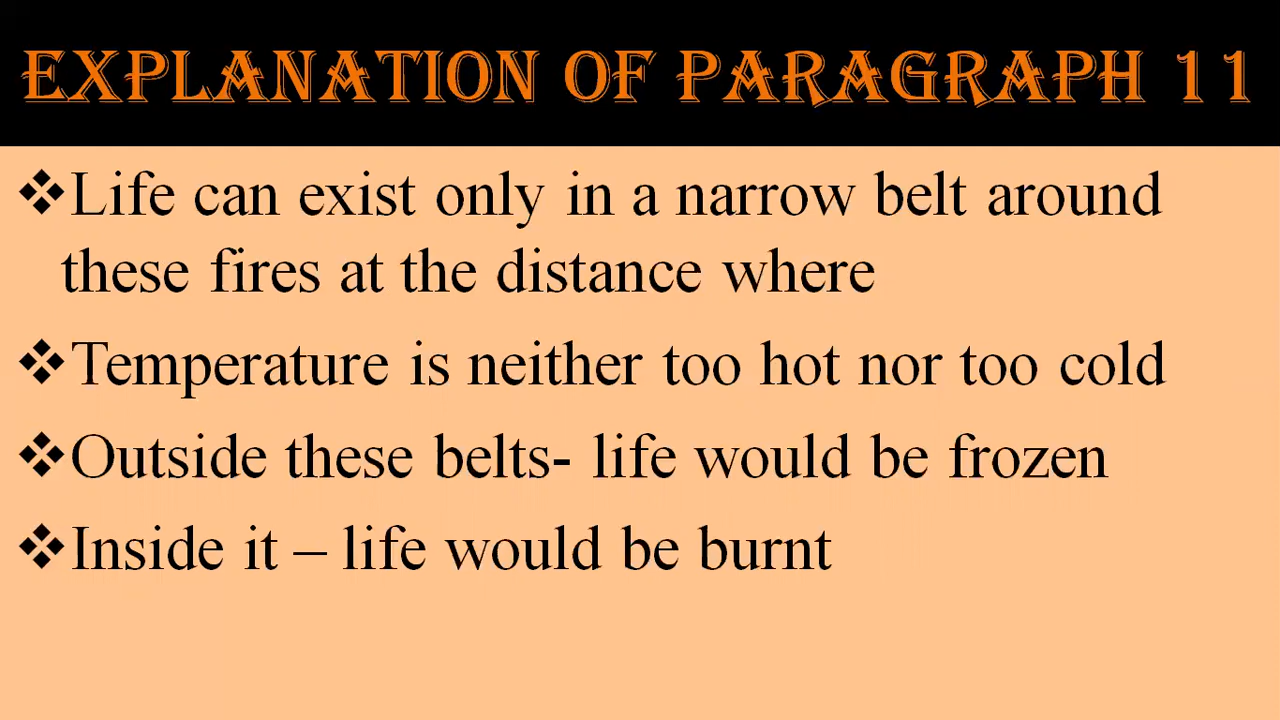 EXPLANATION OF PARAGRAPH 11
❖Life can exist only in a narrow belt around
these fires at the distance where
❖Temperature is neither too hot nor too cold
❖Outside these belts- life would be frozen
❖Inside it – life would be burnt